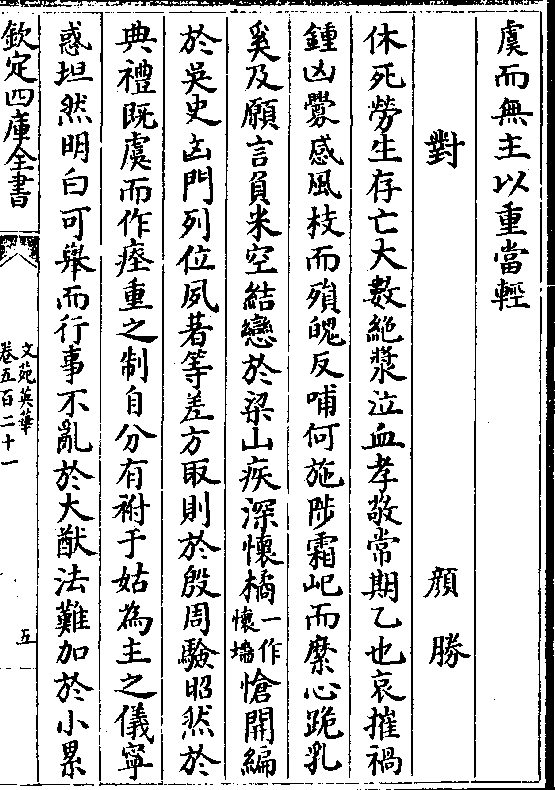 虞而無主以重當輕
對　　　　　　　　　顔勝
休死勞生存亡大數絶漿泣血孝敬常期乙也哀摧禍
鍾凶釁感風枝而殞魄反哺何施陟霜屺而縻心跪乳
奚及願言負米空結戀於梁山疾深懷橘一作懷墻愴開編
於吳史㐫門列位夙著等差方取則於殷周驗昭然於
典禮既虞而作瘞重之制自分有祔于姑為主之儀寧
惑坦然明白可舉而行事不亂於大猷法難加於小累
欽定四庫全書
文苑英華
卷五百二十一
五